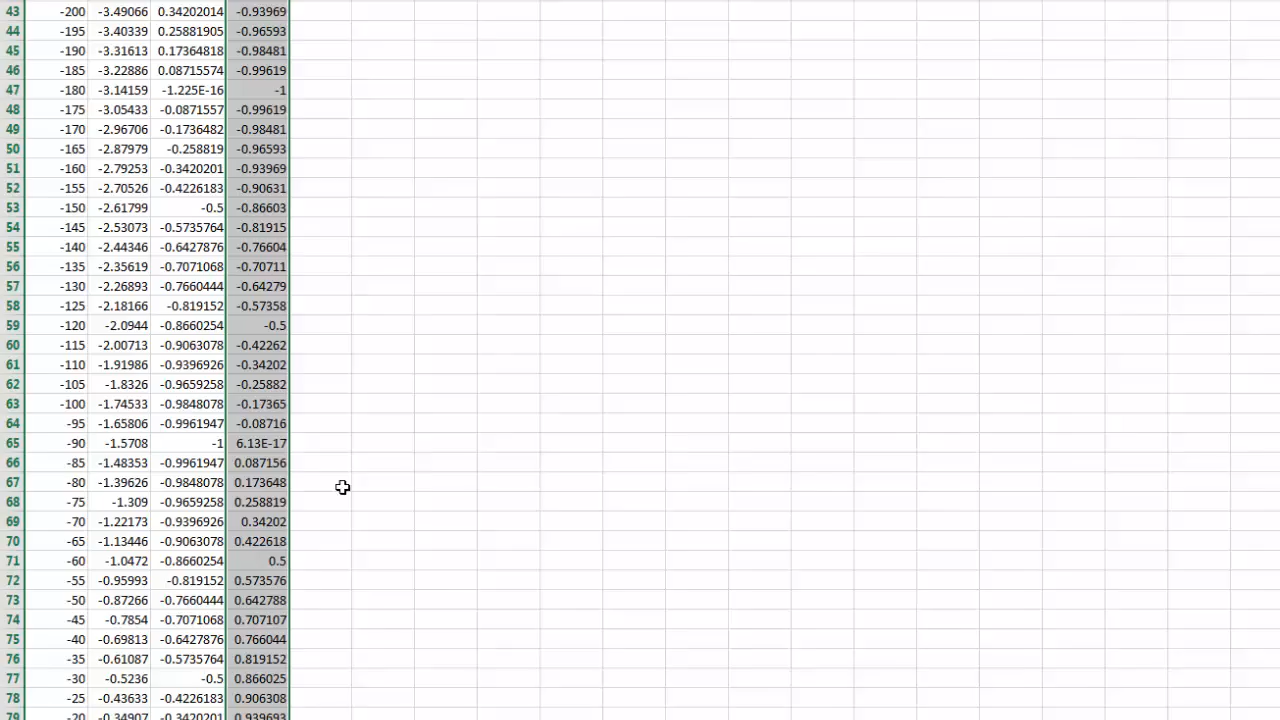 43 -200 -3.49066 0.34202014 -0.93969
44 -195 -3.40339 0.25881905 -0.96593
45 -190 -3.31613 0.17364818 -0.98481
46 -185 -3.22886 0.08715574 -0.99619
47 -180 -3.14159 -1.225E-16 -1
48 -175 -3.05433 -0.0871557 -0.99619
49 -170 -2.96706 -0.1736482 -0.98481
50 -165 -2.87979 -0.258819 -0.96593
51 -160 -2.79253 -0.3420201 -0.93969
52 -155 -2.70526 -0.4226183 -0.90631
53 -150 -2.61799 -0.5 -0.86603
54 -145 -2.53073 -0.5735764 -0.81915
55 -140 -2.44346 -0.6427876 -0.76604
56 -135 -2.35619 -0.7071068 -0.70711
57 -130 -2.26893 -0.7660444 -0.64279
58 -125 -2.18166 -0.819152 -0.57358
59 -120 -2.0944 -0.8660254 -0.5
60 -115 -2.00713 -0.9063078 -0.42262
61 -110 -1.91986 -0.9396926 -0.34202
62 -105 -1.8326 -0.9659258 -0.25882
63 -100 -1.74533 -0.9848078 -0.17365
64 -95 -1.65806 -0.9961947 -0.08716
65 -90 -1.5708 -1 6.13E-17
66 -85 -1.48353 -0.9961947 0.087156
67 -80 -1.39626 -0.9848078 0.173648
68 -75 -1.309 -0.9659258 0.258819
69 -70 -1.22173 -0.9396926 0.34202
70 -65 -1.13446 -0.9063078 0.422618
71 -60 -1.0472 -0.8660254 0.5
72 -55 -0.95993 -0.819152 0.573576
73 -50 -0.87266 -0.7660444 0.642788
74 -45 -0.7854 -0.7071068 0.707107
75 -40 -0.69813 -0.6427876 0.766044
76 -35 -0.61087 -0.5735764 0.819152
77 -30 -0.5236 -0.5 0.866025
78 -25 -0.43633 -0.4226183 0.906308
79 -20 -0.34907 -0.3420201 0.939693